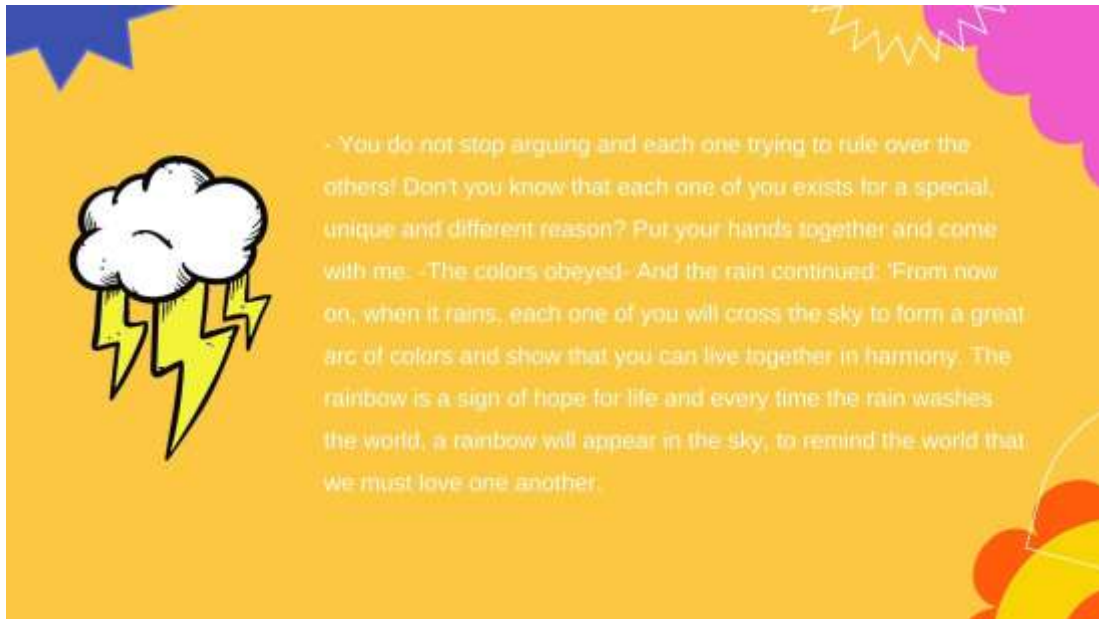 - You do not stop arguing and each one trying to rule over the
others! Don't you know that each one of you exists for a special,
unique and different reason? Put your hands together and come
with me. -The colors obeyed- And the rain continued: 'From now
on, when it rains, each one of you will cross the sky to form a great
arc of colors and show that you can live together in harmony. The
rainbow is a sign of hope for life and every time the rain washes
the world, a rainbow will appear in the sky, to remind the world that
we must love one another.